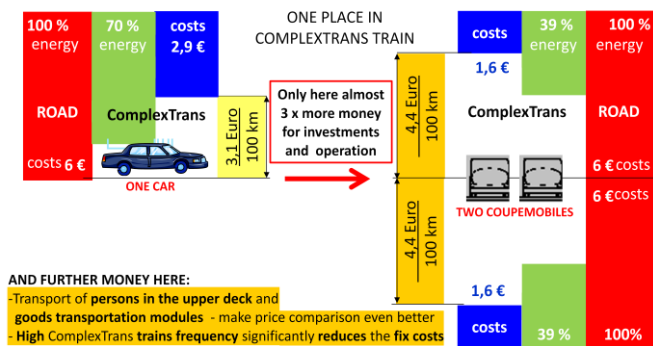 ONE PLACE IN
COMPLEXTRANS TRAIN
100 %
energy
70 %
energy
costs
2,9 €
ROAD
ComplexTrans
costs 6 €
ONE CAR
3,1 Euro
100 km
Only here almost
3 x more money
for investments
and operation
4,4 Euro
100 km
costs
1,6 €
39 %
energy
100 %
energy
ComplexTrans
ROAD
6 € costs
6 € costs
TWO COUPEMOBILES
4,4 Euro
100 km
1,6 €
costs
39 %
100%
AND FURTHER MONEY HERE:
-Transport of persons in the upper deck and
goods transportation modules - make price comparison even better
- High ComplexTrans trains frequency significantly reduces the fix costs